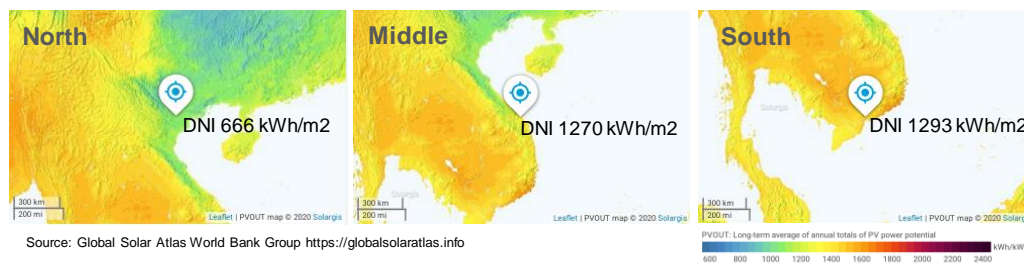 North
DNI 666 kWh/m2
300 km
200 mi
Leaflet | PVOUT map © 2020 Solargis
Middle
DNI 1270 kWh/m2
Solargis
300 km
200 mi
Leaflet | PVOUT map © 2020 Solargis
South
Solargis
DNI 1293 kWh/m2
300 km
200 mi
Leaflet | PVOUT map © 2020 Solargis
Source: Global Solar Atlas World Bank Group https://globalsolaratlas.info
PVOUT: Long-term average of annual totals of PV power potential
kWh/kW
600 800 1000 1200 1400 1600 1800 2000 2200 2400